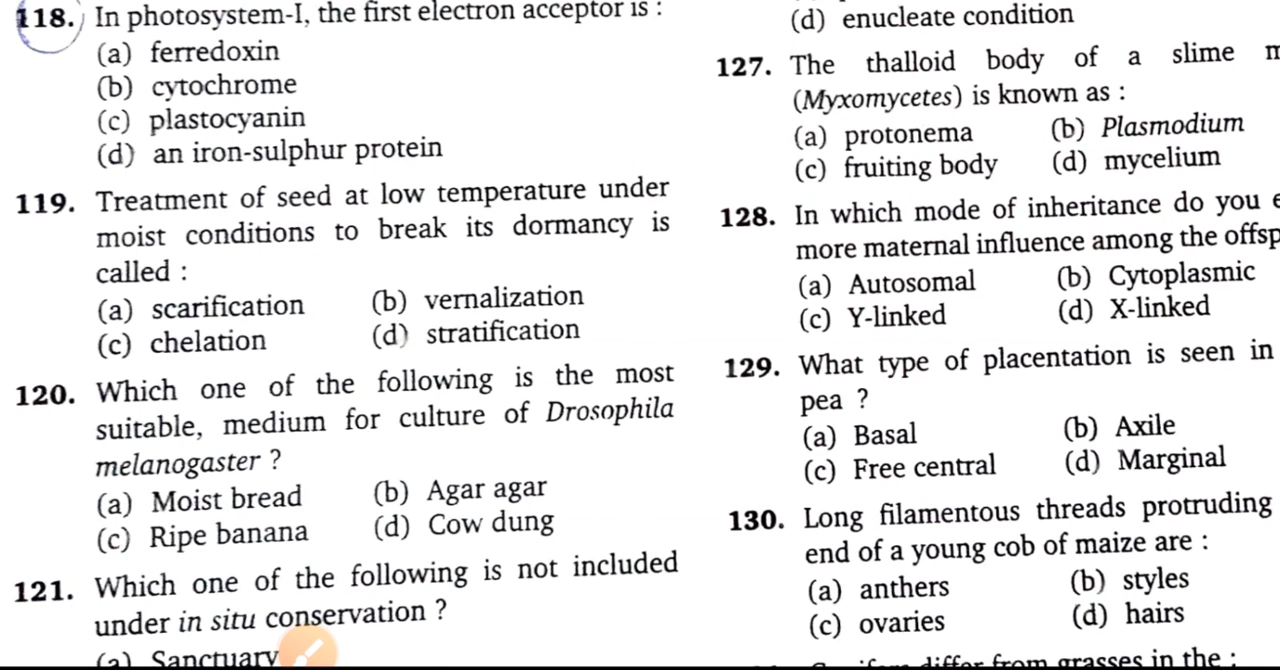 118. In photosystem-I, the first electron acceptor is :
(a) ferredoxin
(b) cytochrome
(c) plastocyanin
(d) an iron-sulphur protein
119. Treatment of seed at low temperature under
moist conditions to break its dormancy is
called :
(a) scarification (b) vernalization
(c) chelation (d) stratification
120. Which one of the following is the most
suitable, medium for culture of Drosophila
melanogaster ?
(a) Moist bread (b) Agar agar
(c) Ripe banana (d) Cow dung
121. Which one of the following is not included
under in situ conservation ?
(a) Sanctuary
(d) enucleate condition
127. The thalloid body of a slime
(Myxomycetes) is known as :
(a) protonema (b) Plasmodium
(c) fruiting body (d) mycelium
128. In which mode of inheritance do you
more maternal influence among the
(a) Autosomal (b) Cytoplasmic
(c) Y-linked (d) X-linked
129. What type of placentation is seen in
pea ?
(a) Basal (b) Axile
(c) Free central (d) Marginal
130. Long filamentous threads protruding
end of a young cob of maize are :
(a) anthers (b) styles
(c) ovaries (d) hairs
differ from grasses in the :